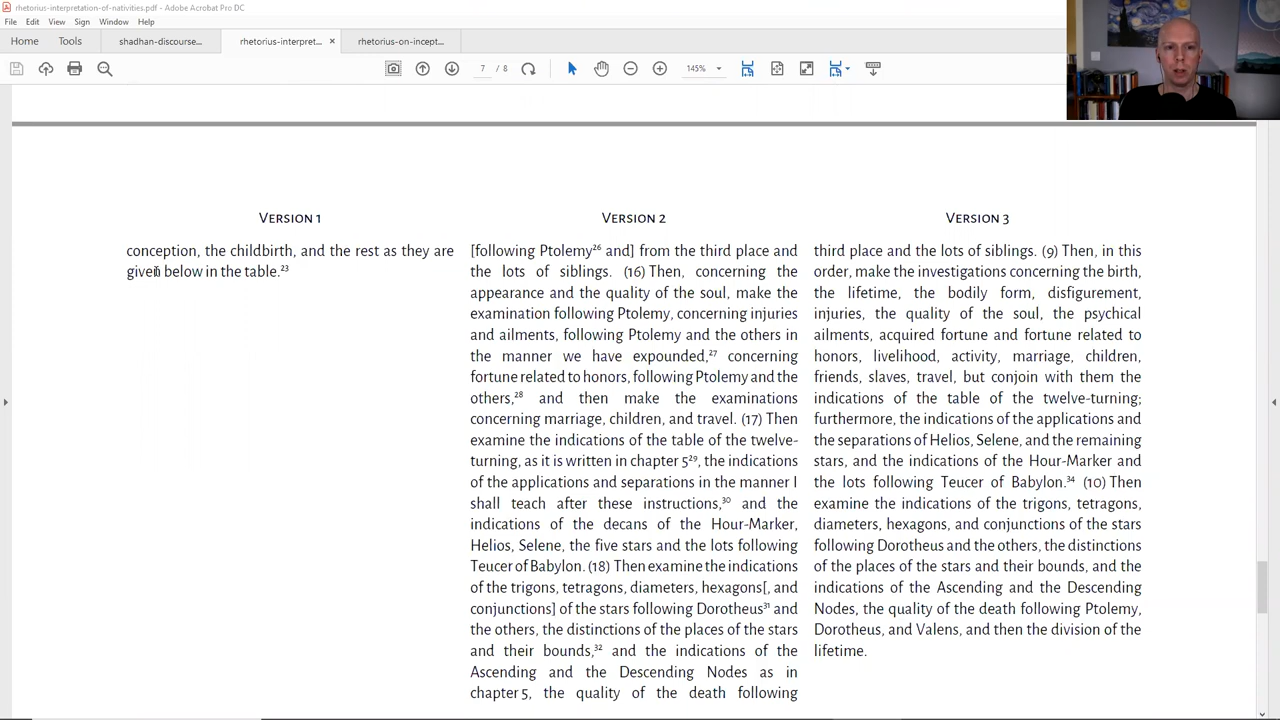 rhetorius-interpretation-of-nativities.pdf - Adobe Acrobat Pro DC
File Edit View Sign Window Help
Home Tools shadhan-discourse... rhetorius-interpret... × rhetorius-on-incept...
/ 8 145%
VERSION 1
conception, the childbirth, and the rest as they are
given below in the table.²³
VERSION 2
[following Ptolemy²⁶ and] from the third place and
the lots of siblings. (16) Then, concerning the
appearance and the quality of the soul, make the
examination following Ptolemy, concerning injuries
and ailments, following Ptolemy and the others in
the manner we have expounded,²⁷ concerning
fortune related to honors, following Ptolemy and the
others,²⁸ and then make the examinations
concerning marriage, children, and travel. (17) Then
examine the indications of the table of the twelve-
turning, as it is written in chapter 5²⁹, the indications
of the applications and separations in the manner I
shall teach after these instructions,³⁰ and the
indications of the decans of the Hour-Marker,
Helios, Selene, the five stars and the lots following
Teucer of Babylon. (18) Then examine the indications
of the trigons, tetragons, diameters, hexagons[, and
conjunctions] of the stars following Dorotheus³¹ and
the others, the distinctions of the places of the stars
and their bounds,³² and the indications of the
Ascending and the Descending Nodes as in
chapter 5, the quality of the death following
VERSION 3
third place and the lots of siblings. (9) Then, in this
order, make the investigations concerning the birth,
the lifetime, the bodily form, disfigurement,
injuries, the quality of the soul, the psychical
ailments, acquired fortune and fortune related to
honors, livelihood, activity, marriage, children,
friends, slaves, travel, but conjoin with them the
indications of the table of the twelve-turning;
furthermore, the indications of the applications and
the separations of Helios, Selene, and the remaining
stars, and the indications of the Hour-Marker and
the lots following Teucer of Babylon.³⁴ (10) Then
examine the indications of the trigons, tetragons,
diameters, hexagons, and conjunctions of the stars
following Dorotheus and the others, the distinctions
of the places of the stars and their bounds, and the
indications of the Ascending and the Descending
Nodes, the quality of the death following Ptolemy,
Dorotheus, and Valens, and then the division of the
lifetime.